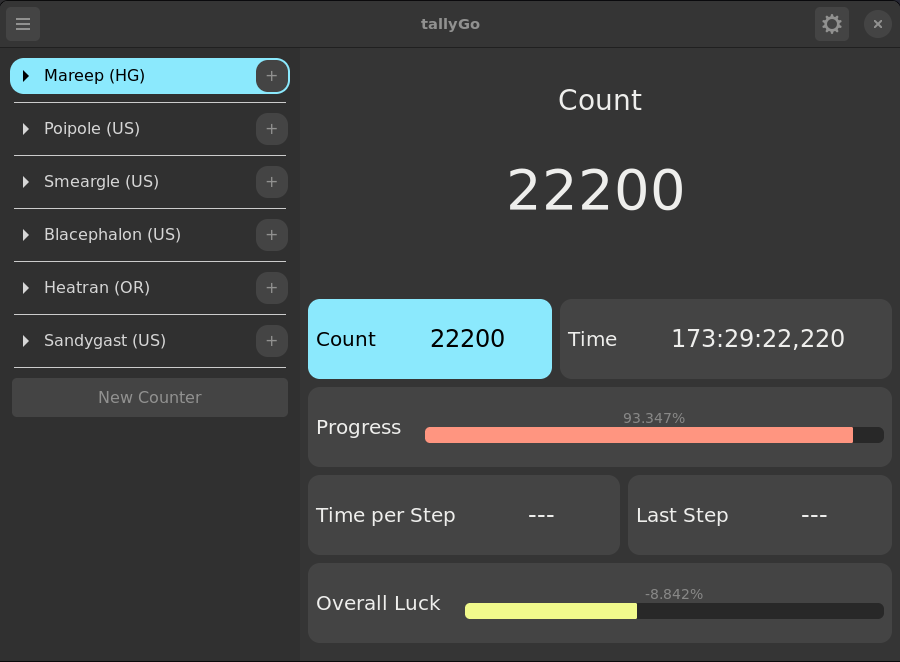 tallyGo
Mareep (HG) +
Poipole (US) +
Smeargle (US) +
Blacephalon (US) +
Heatran (OR) +
Sandygast (US) +
New Counter
Count
22200
Count 22200
Time 173:29:22,220
Progress 93.347%
Time per Step ---
Last Step ---
Overall Luck -8.842%